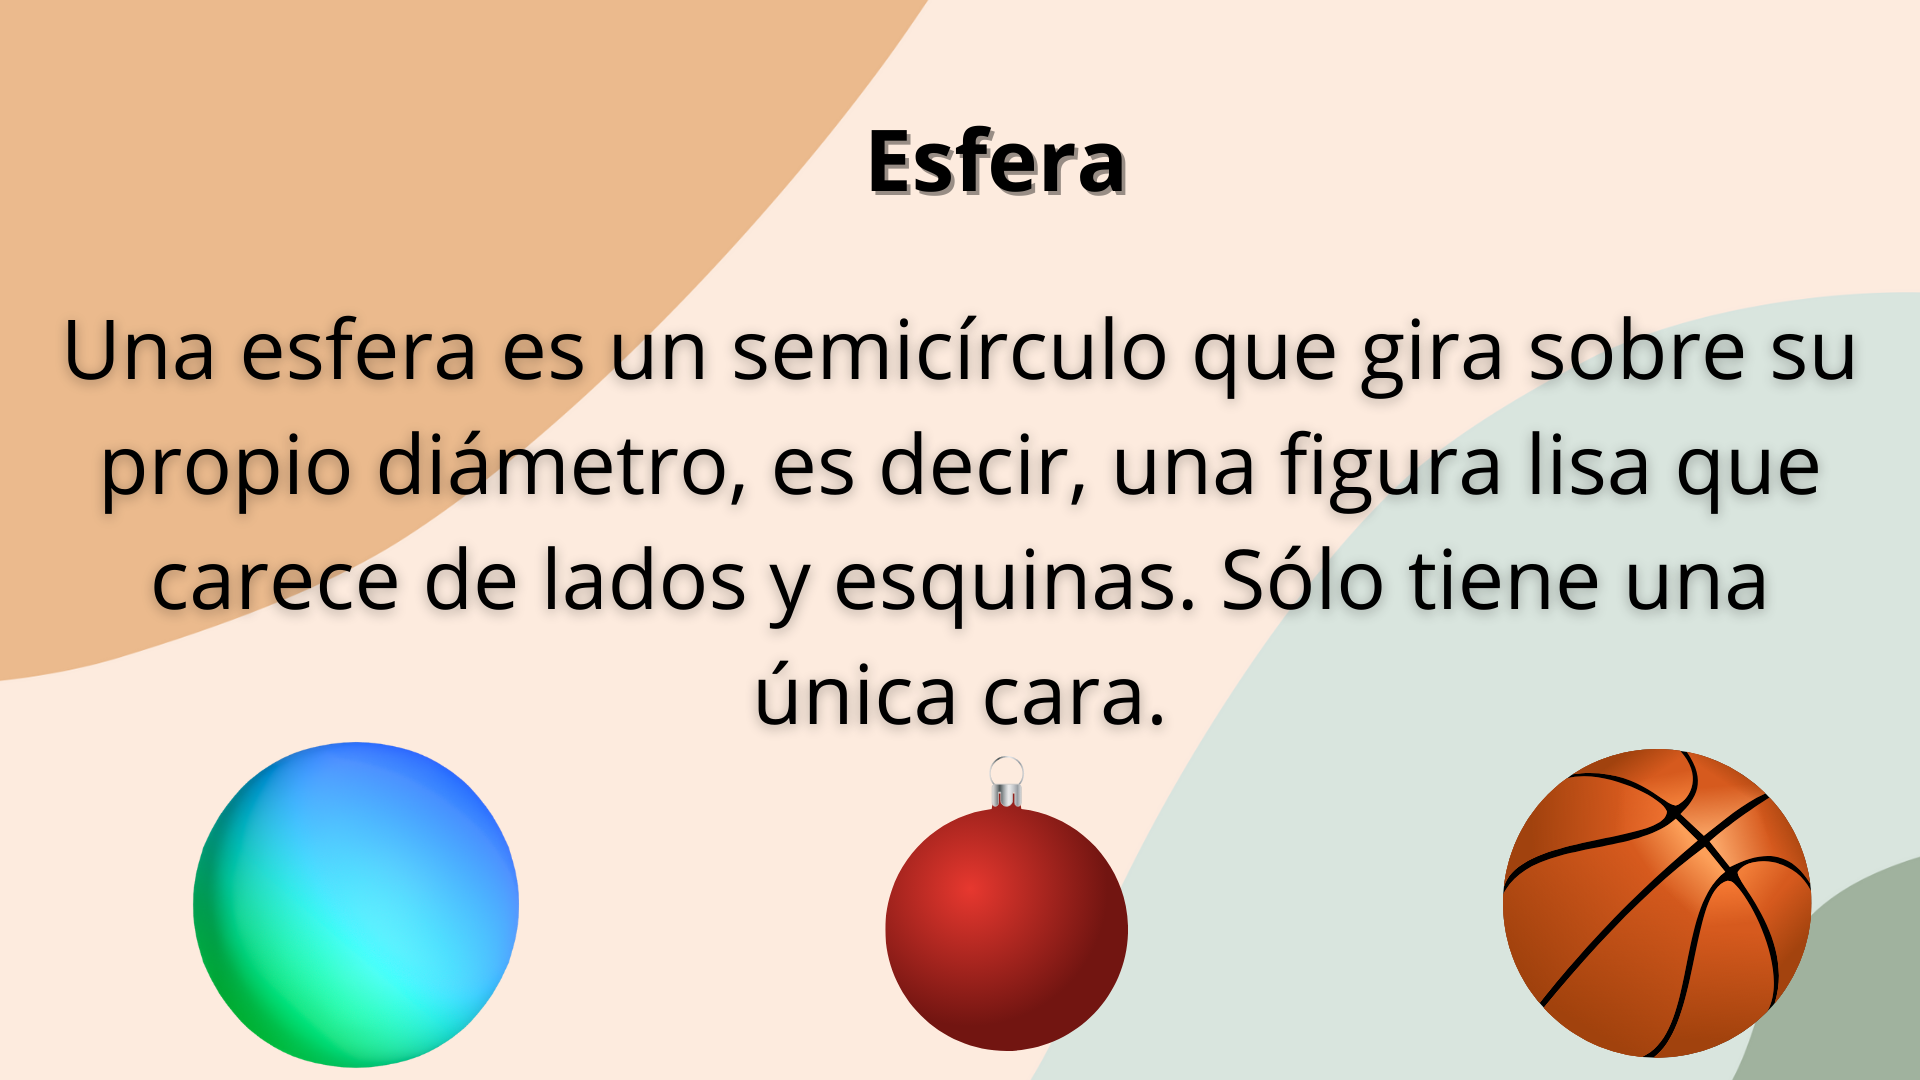 Esfera
Una esfera es un semicírculo que gira sobre su
propio diámetro, es decir, una figura lisa que
carece de lados y esquinas. Sólo tiene una
única cara.